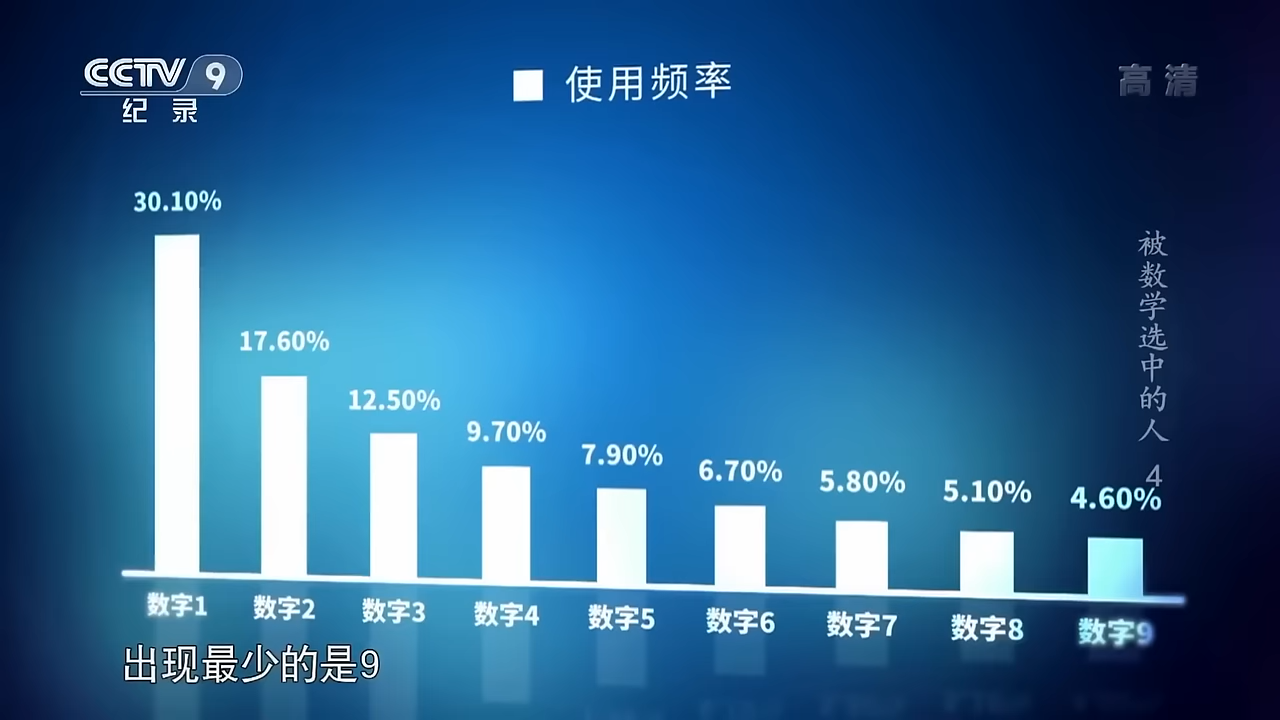 CCTV 9
纪录
使用频率
高清
被数学选中的人 4
30.10%
17.60%
12.50%
9.70%
7.90%
6.70%
5.80%
5.10%
4.60%
数字1
数字2
数字3
数字4
数字5
数字6
数字7
数字8
数字9
出现最少的是9